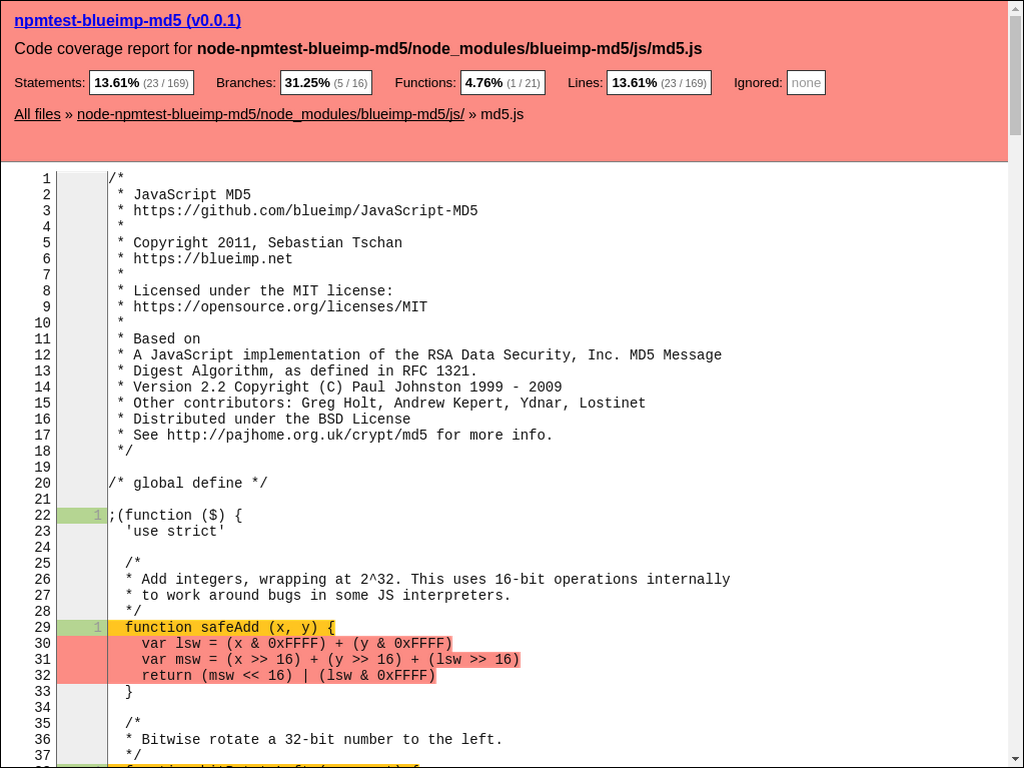 npmtest-blueimp-md5 (v0.0.1)
Code coverage report for node-npmtest-blueimp-md5/node_modules/blueimp-md5/js/md5.js
Statements: 13.61% (23 / 169) Branches: 31.25% (5 / 16) Functions: 4.76% (1 / 21) Lines: 13.61% (23 / 169) Ignored: none
All files » node-npmtest-blueimp-md5/node_modules/blueimp-md5/js/ » md5.js
1 /*
2 * JavaScript MD5
3 * https://github.com/blueimp/JavaScript-MD5
4 *
5 * Copyright 2011, Sebastian Tschan
6 * https://blueimp.net
7 *
8 * Licensed under the MIT license:
9 * https://opensource.org/licenses/MIT
10 *
11 * Based on
12 * A JavaScript implementation of the RSA Data Security, Inc. MD5 Message
13 * Digest Algorithm, as defined in RFC 1321.
14 * Version 2.2 Copyright (C) Paul Johnston 1999 - 2009
15 * Other contributors: Greg Holt, Andrew Kepert, Ydnar, Lostinet
16 * Distributed under the BSD License
17 * See http://pajhome.org.uk/crypt/md5 for more info.
18 */
19
20 /* global define */
21
22 1 ;(function ($) {
23 'use strict'
24
25 /*
26 * Add integers, wrapping at 2^32. This uses 16-bit operations internally
27 * to work around bugs in some JS interpreters.
28 */
29 1 function safeAdd (x, y) {
30 var lsw = (x & 0xFFFF) + (y & 0xFFFF)
31 var msw = (x >> 16) + (y >> 16) + (lsw >> 16)
32 return (msw << 16) | (lsw & 0xFFFF)
33 }
34
35 /*
36 * Bitwise rotate a 32-bit number to the left.
37 */